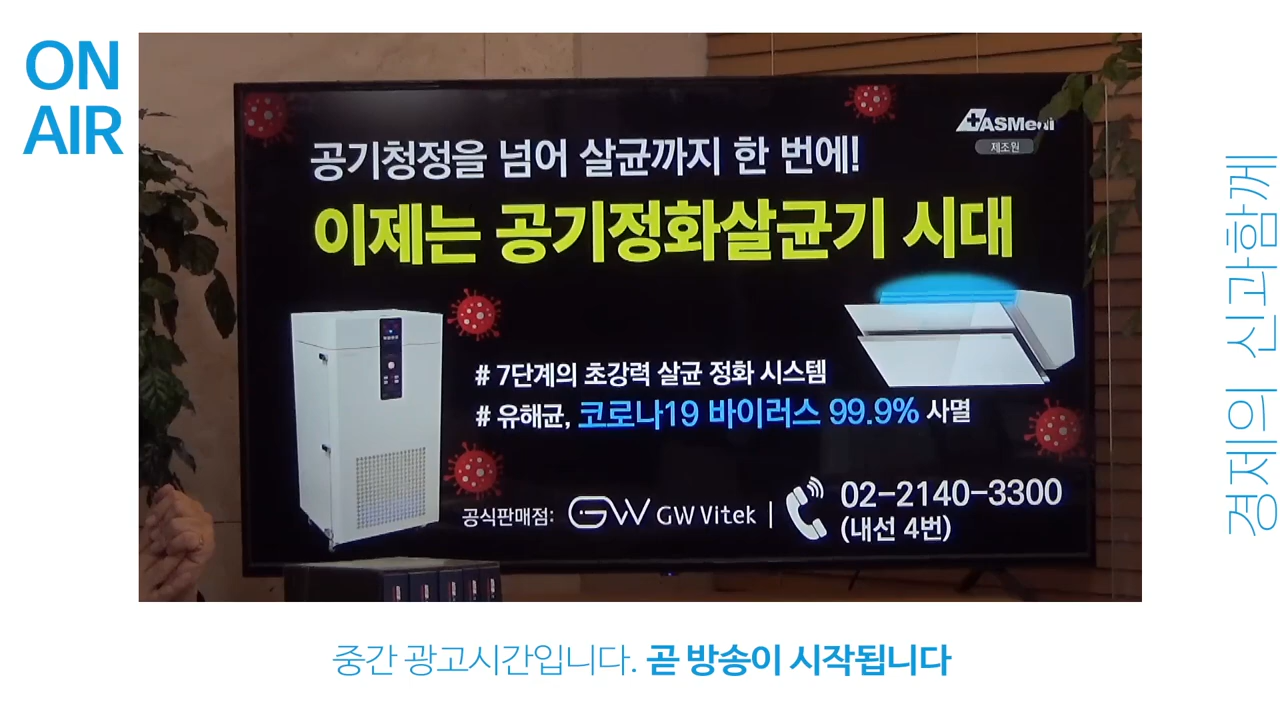 ON
AIR
ASMedi
제조원
공기청정을 넘어 살균까지 한 번에!
이제는 공기정화살균기 시대
# 7단계의 초강력 살균 정화 시스템
# 유해균, 코로나19 바이러스 99.9% 사멸
공식판매점: GW GW Vitek | 02-2140-3300
(내선 4번)
경제의 신과함께
중간 광고시간입니다. 곧 방송이 시작됩니다